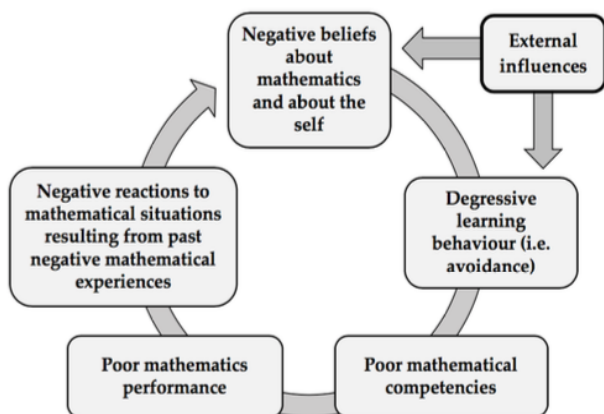 Negative beliefs
about
mathematics
and about the
self
External
influences
Degressive
learning
behaviour (i.e.
avoidance)
Poor mathematical
competencies
Poor mathematics
performance
Negative reactions to
mathematical situations
resulting from past
negative mathematical
experiences